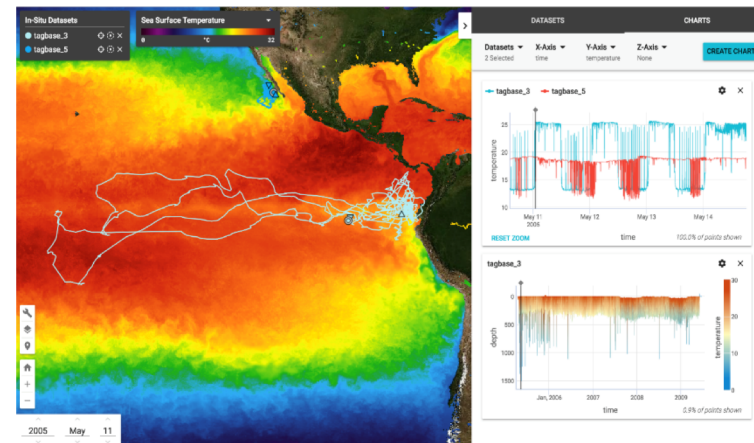 In-Situ Datasets
tagbase_3
tagbase_5
Sea Surface Temperature
0 °C 32
DATASETS CHARTS
Datasets X-Axis Y-Axis Z-Axis
2 Selected time temperature None
CREATE CHART
tagbase_3 tagbase_5
temperature
25
20
15
10
May 11 May 12 May 13 May 14
2006
RESET ZOOM time 100.0% of points shown
tagbase_3
depth
0
500
1000
1500
Jan, 2006 2007 2008 2009
time 0.9% of points shown
temperature
30
20
10
0
2005 May 11